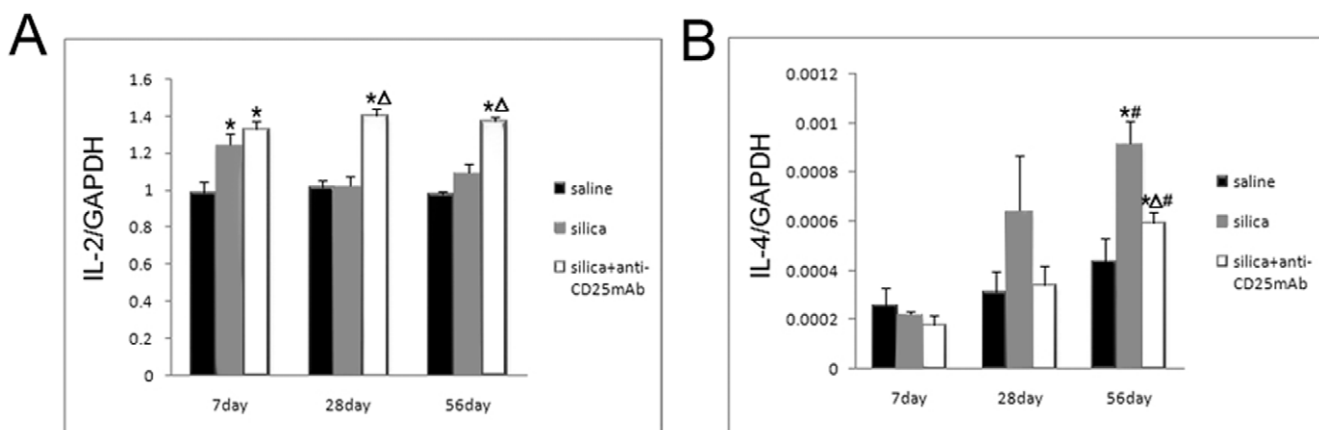 A
IL-2/GAPDH
1.6
1.4
1.2
1
0.8
0.6
0.4
0.2
0
* *
*Δ
*Δ
7day
28day
56day
saline
silica
silica+anti-
CD25mAb
B
IL-4/GAPDH
0.0012
0.001
0.0008
0.0006
0.0004
0.0002
0
*#
*Δ#
7day
28day
56day
saline
silica
silica+anti-
CD25mAb